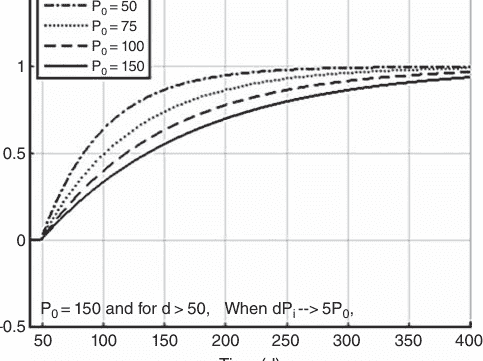 P₀ = 50
P₀ = 75
P₀ = 100
P₀ = 150
1
0.5
0
-0.5
P₀ = 150 and for d > 50, When dPᵢ --> 5P₀,
50 100 150 200 250 300 350 400